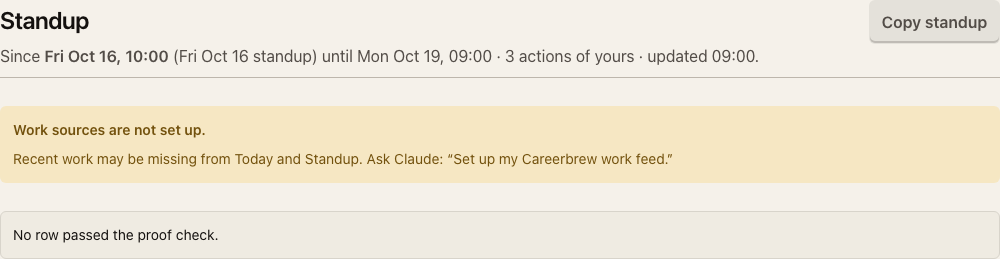 Standup
Copy standup
Since Fri Oct 16, 10:00 (Fri Oct 16 standup) until Mon Oct 19, 09:00 · 3 actions of yours · updated 09:00.
Work sources are not set up.
Recent work may be missing from Today and Standup. Ask Claude: “Set up my Careerbrew work feed.”
No row passed the proof check.